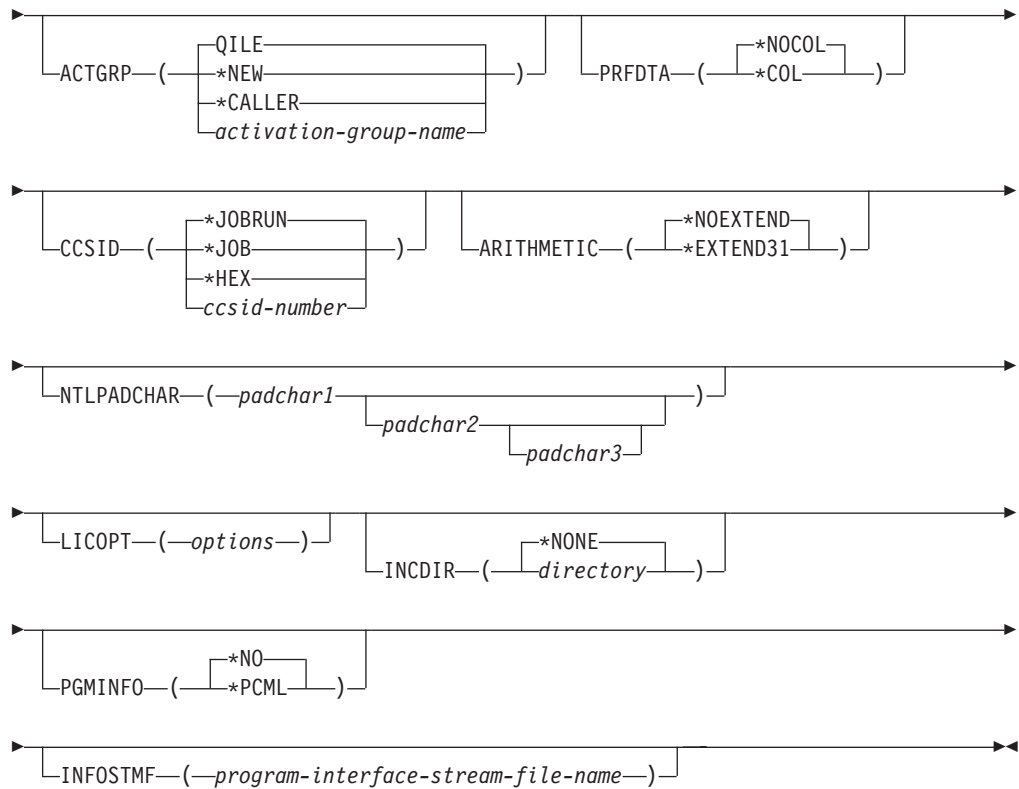 QILE
ACTGRP ( *NEW )
*CALLER
activation-group-name
*NOCOL
PRFDTA ( *COL )
*JOBRUN
CCSID ( *JOB )
*HEX
ccsid-number
*NOEXTEND
ARITHMETIC ( *EXTEND31 )
NTLPADCHAR ( padchar1 )
padchar2
padchar3
LICOPT ( options )
*NONE
INCDIR ( directory )
*NO
PGMINFO ( *PCML )
INFOSTMF ( program-interface-stream-file-name )